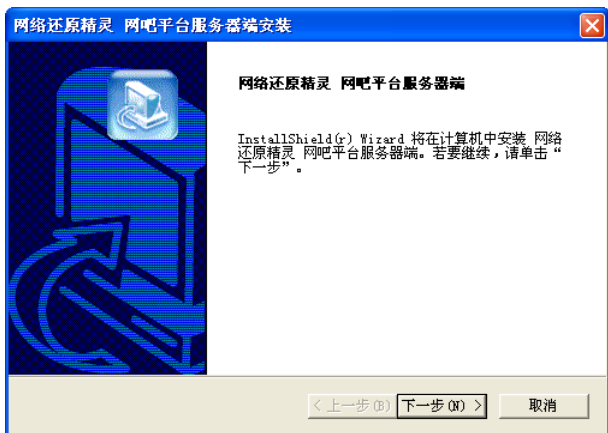 网络还原精灵 网吧平台服务器端安装
网络还原精灵 网吧平台服务器端
InstallShield(r) Wizard 将在计算机中安装 网络
还原精灵 网吧平台服务器端。若要继续，请单击“
下一步”。
< 上一步(B) 下一步(N) > 取消